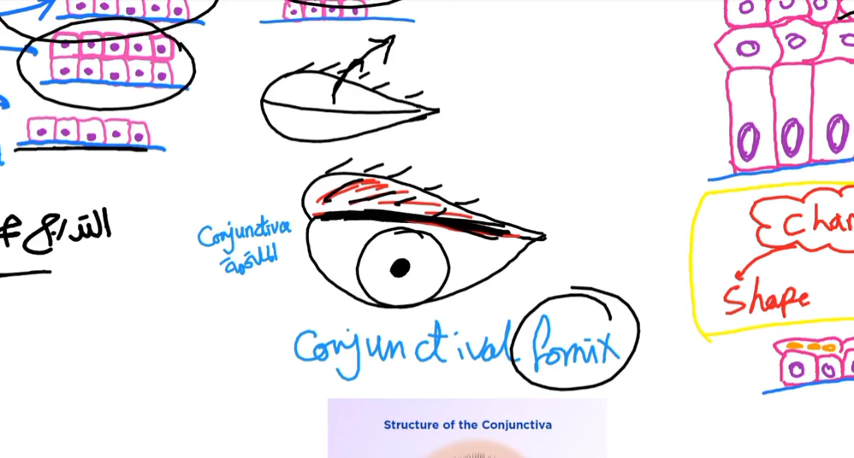 Conjunctiva
الملتحمة
Conjunctival fornix
Shape
Structure of the Conjunctiva